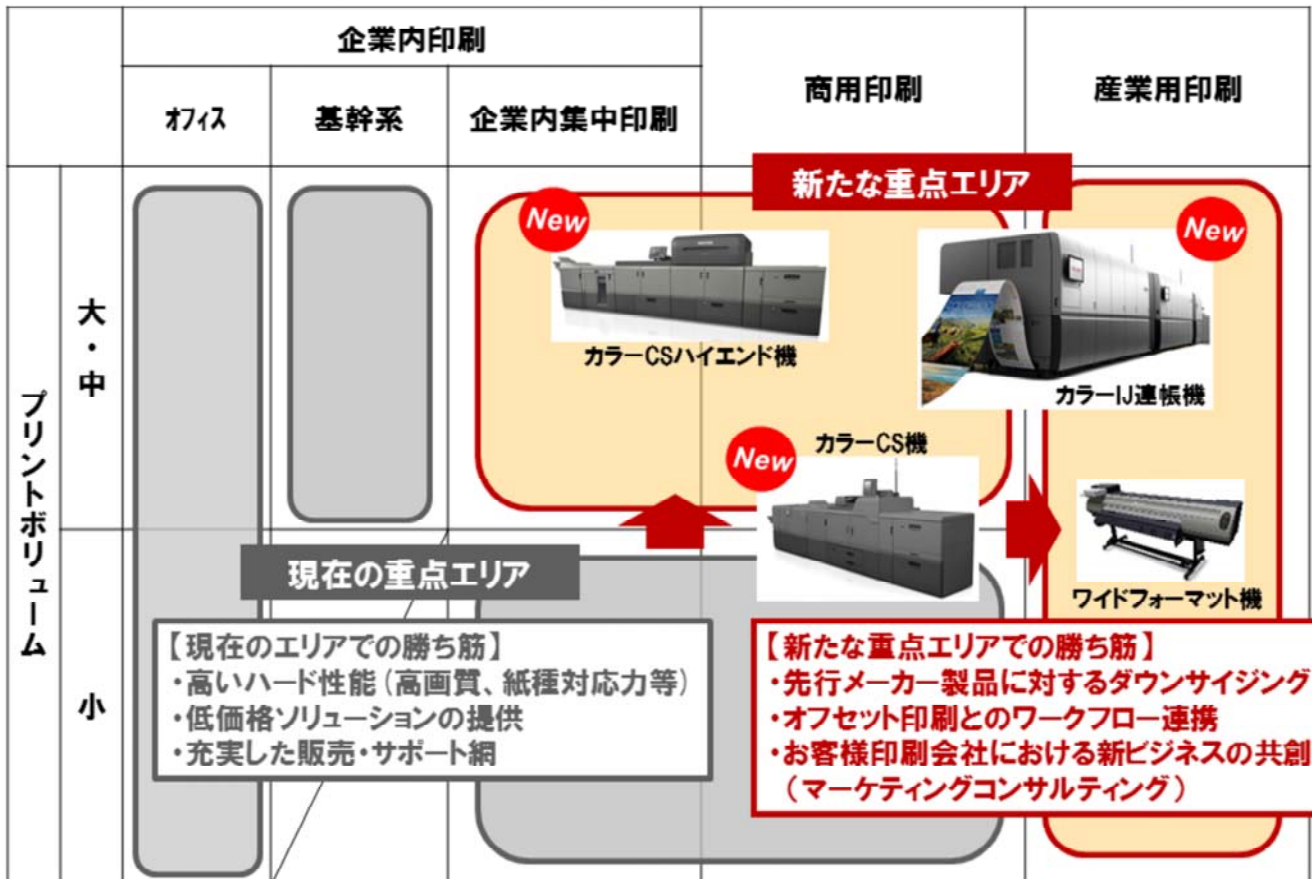 企業内印刷
商用印刷
産業用印刷
オフィス
基幹系
企業内集中印刷
新たな重点エリア
New
New
カラーCSハイエンド機
カラーIJ連帳機
大・中
プリントボリューム
New
カラーCS機
ワイドフォーマット機
現在の重点エリア
小
【現在のエリアでの勝ち筋】
・高いハード性能(高画質、紙種対応力等)
・低価格ソリューションの提供
・充実した販売・サポート網
【新たな重点エリアでの勝ち筋】
・先行メーカー製品に対するダウンサイジング
・オフセット印刷とのワークフロー連携
・お客様印刷会社における新ビジネスの共創
(マーケティングコンサルティング)